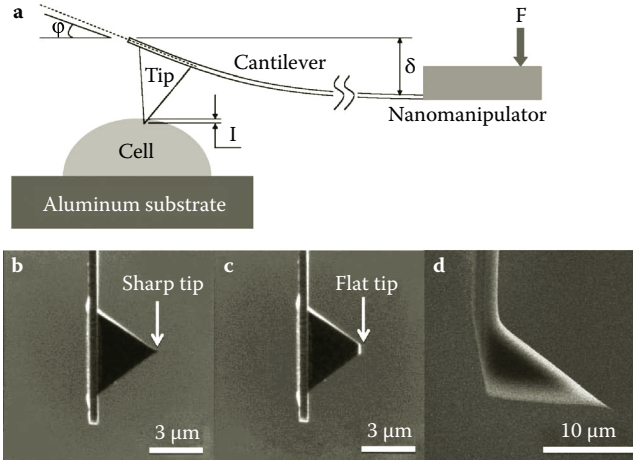 a
F
φ
δ
Cantilever
Tip
Nanomanipulator
I
Cell
Aluminum substrate
b
Sharp tip
3 µm
c
Flat tip
3 µm
d
10 µm